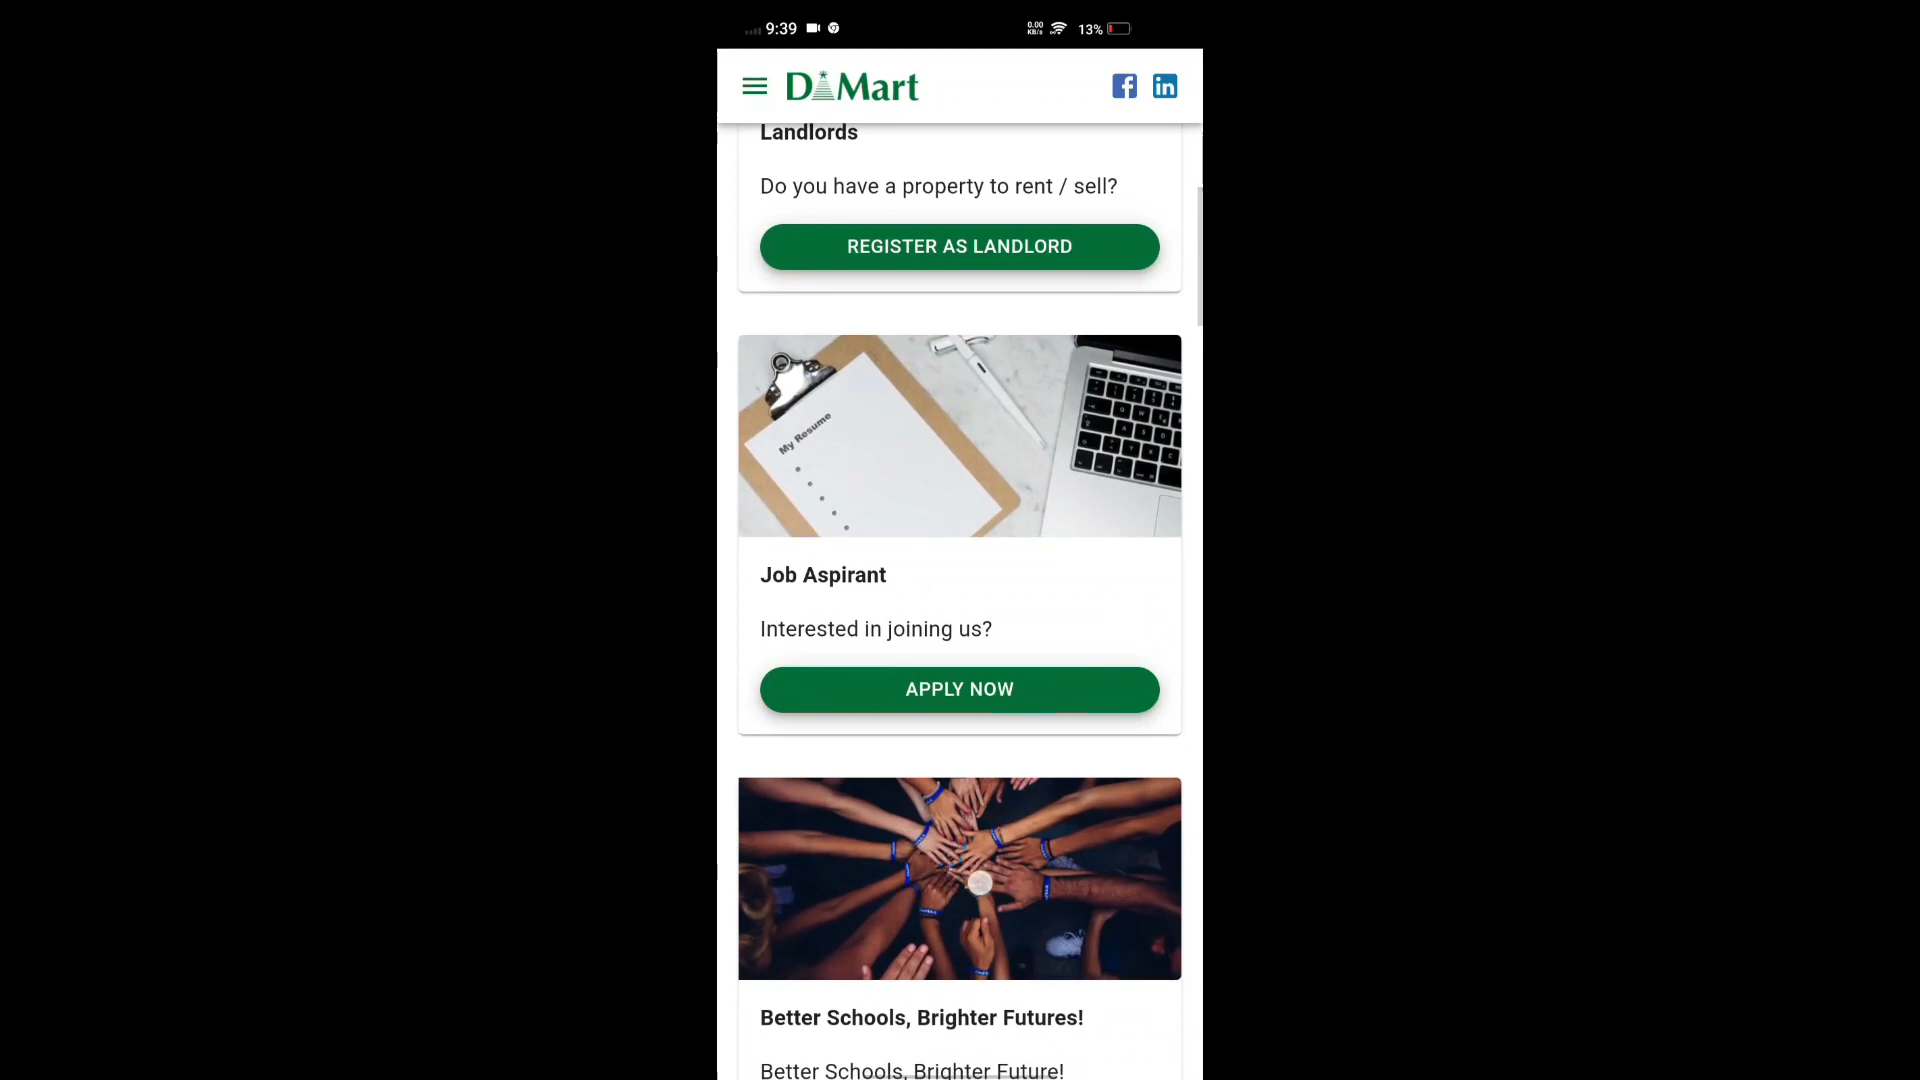 9:39
0.00
KB/s
13%
D Mart
Landlords
Do you have a property to rent / sell?
REGISTER AS LANDLORD
My Resume
Job Aspirant
Interested in joining us?
APPLY NOW
Better Schools, Brighter Futures!
Better Schools, Brighter Future!